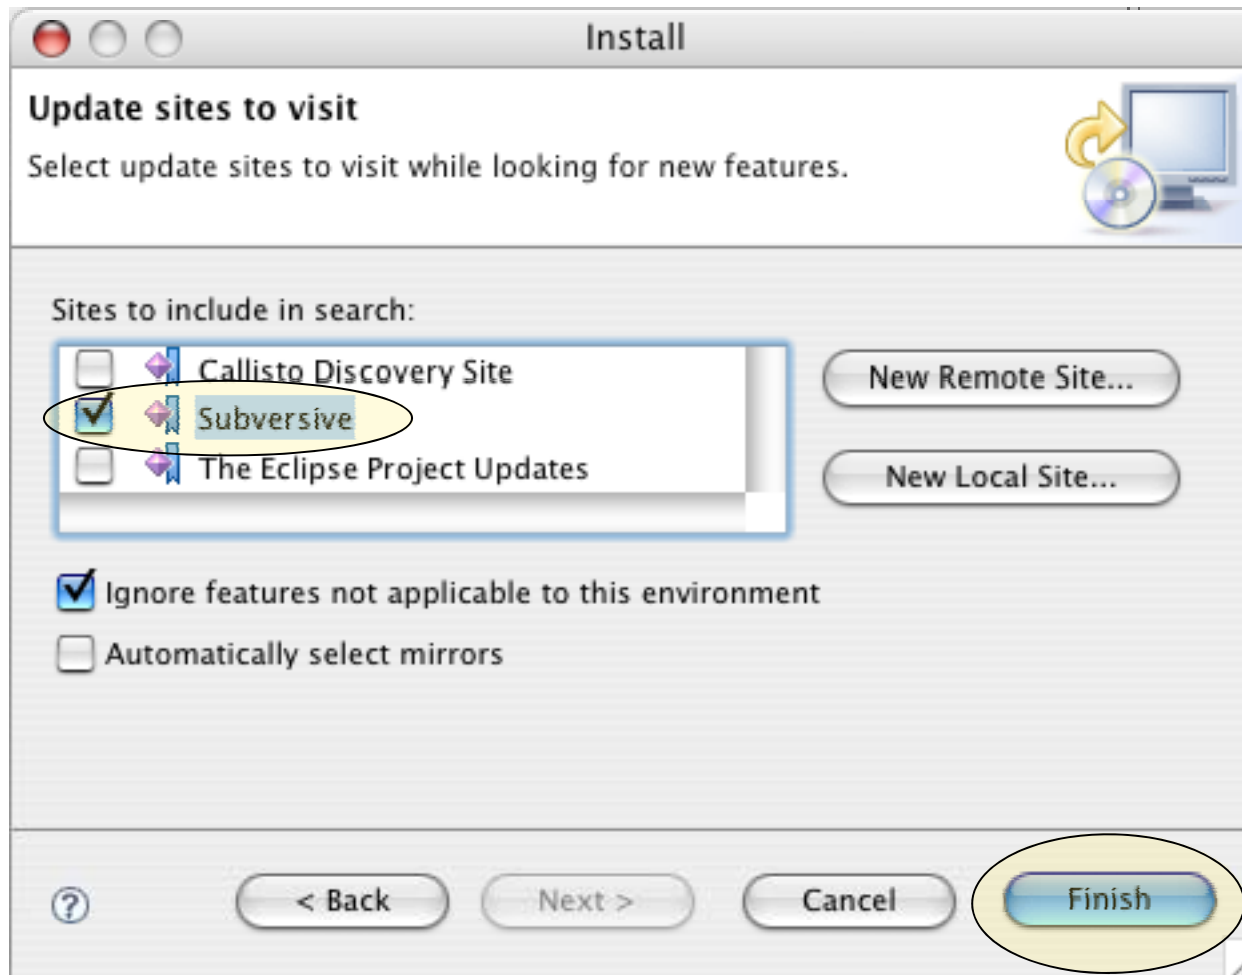 Install
Update sites to visit
Select update sites to visit while looking for new features.
Sites to include in search:
Callisto Discovery Site
New Remote Site...
Subversive
The Eclipse Project Updates
New Local Site...
Ignore features not applicable to this environment
Automatically select mirrors
?
< Back
Next >
Cancel
Finish